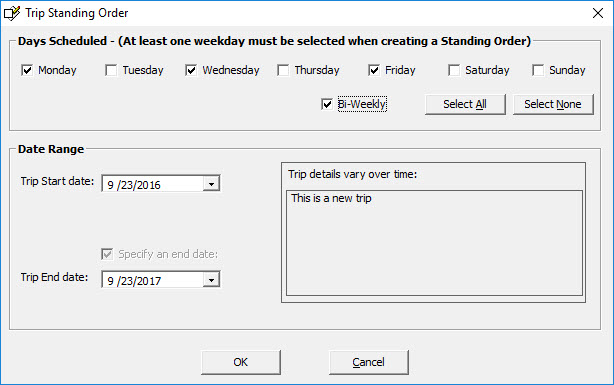 Trip Standing Order
Days Scheduled - (At least one weekday must be selected when creating a Standing Order)
Monday Tuesday Wednesday Thursday Friday Saturday Sunday
Bi-Weekly Select All Select None
Date Range
Trip details vary over time:
Trip Start date: 9 /23/2016
This is a new trip
Specify an end date:
Trip End date: 9 /23/2017
OK Cancel